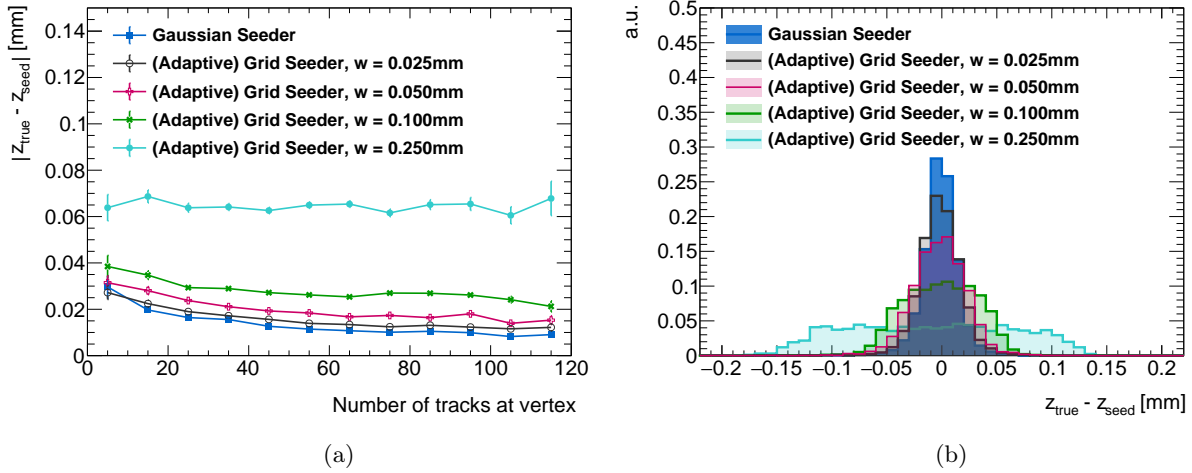 |z_true - z_seed| [mm]
0.14
0.12
0.1
0.08
0.06
0.04
0.02
0
Gaussian Seeder
(Adaptive) Grid Seeder, w = 0.025mm
(Adaptive) Grid Seeder, w = 0.050mm
(Adaptive) Grid Seeder, w = 0.100mm
(Adaptive) Grid Seeder, w = 0.250mm
0 20 40 60 80 100 120
Number of tracks at vertex
(a)
a.u.
0.5
0.45
0.4
0.35
0.3
0.25
0.2
0.15
0.1
0.05
0
Gaussian Seeder
(Adaptive) Grid Seeder, w = 0.025mm
(Adaptive) Grid Seeder, w = 0.050mm
(Adaptive) Grid Seeder, w = 0.100mm
(Adaptive) Grid Seeder, w = 0.250mm
−0.2 −0.15 −0.1 −0.05 0 0.05 0.1 0.15 0.2
z_true - z_seed [mm]
(b)